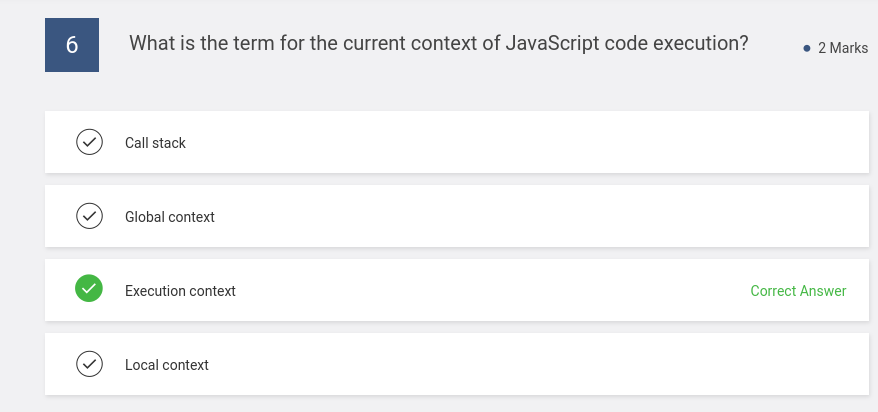 6
What is the term for the current context of JavaScript code execution?
2 Marks
Call stack
Global context
Execution context
Correct Answer
Local context